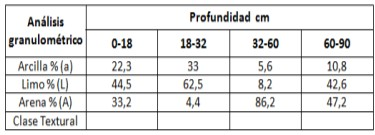 Análisis granulométrico Profundidad cm
0-18 18-32 32-60 60-90
Arcilla % (a) 22,3 33 5,6 10,8
Limo % (L) 44,5 62,5 8,2 42,6
Arena % (A) 33,2 4,4 86,2 47,2
Clase Textural